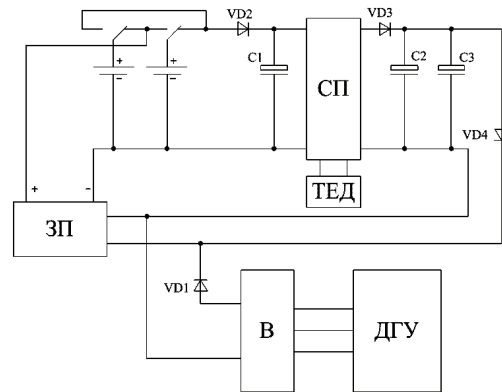 VD2
VD3
C1
C2
C3
+
+
–
–
СП
VD4
ТЕД
+
–
ЗП
VD1
В
ДГУ